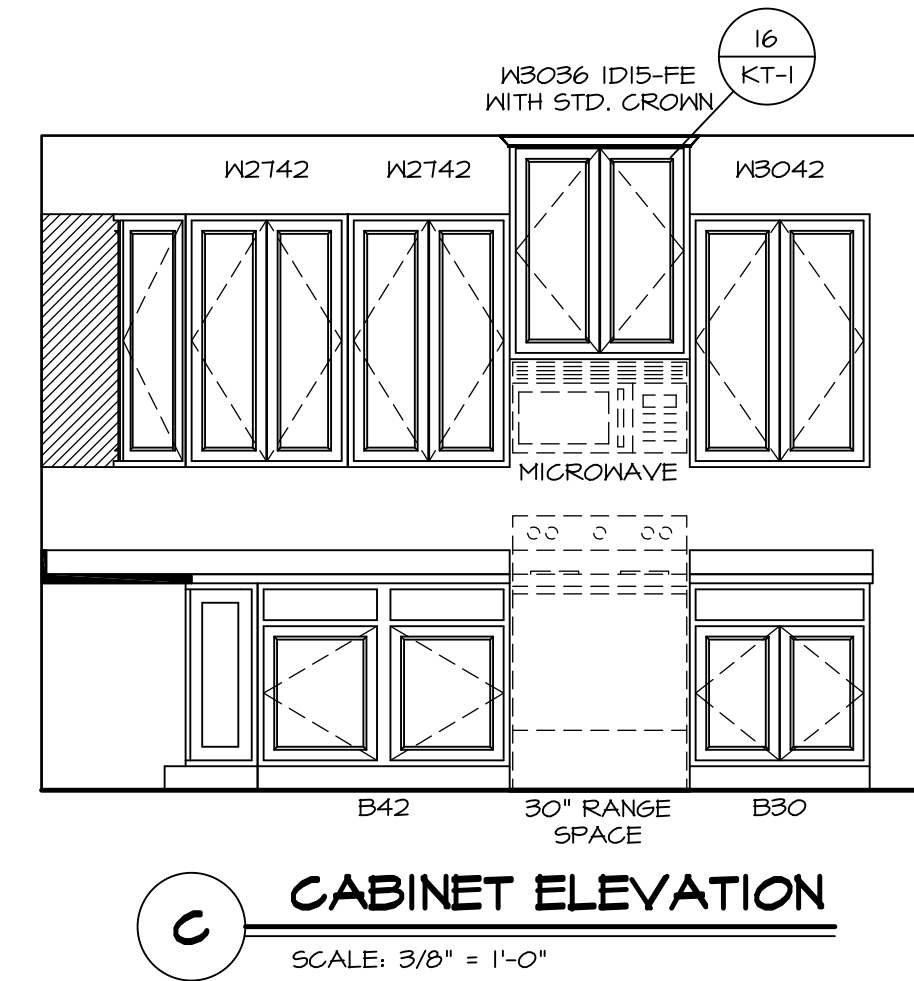 16
KT-1
W3036 1D15-FE
WITH STD. CROWN
W2742
W2742
W3042
MICROWAVE
B42
30" RANGE
SPACE
B30
C
CABINET ELEVATION
SCALE: 3/8" = 1'-0"